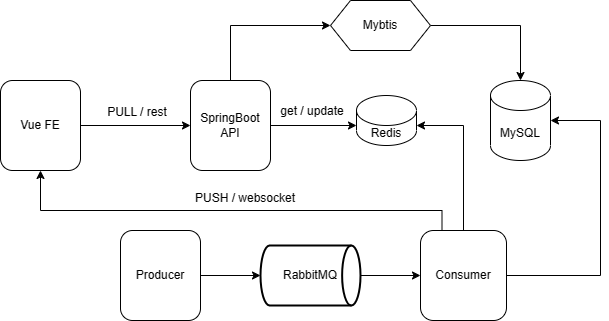 Mybtis
Vue FE
PULL / rest
SpringBoot
API
get / update
Redis
MySQL
PUSH / websocket
Producer
RabbitMQ
Consumer